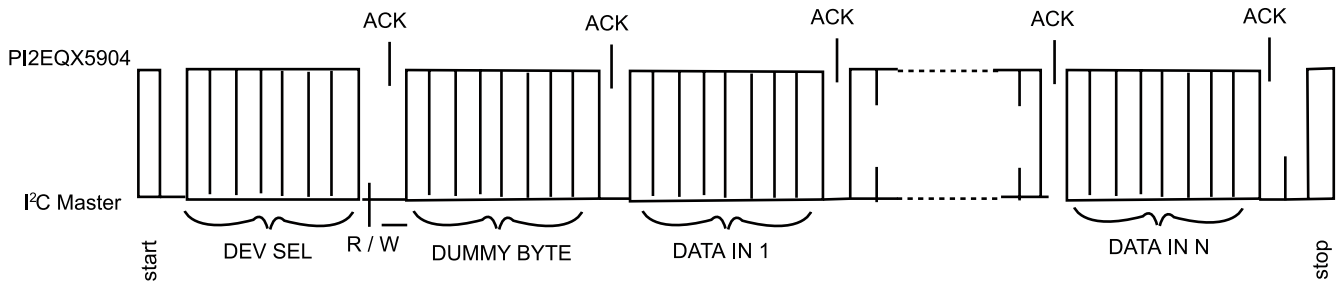 ACK ACK ACK ACK ACK
PI2EQX5904
I²C Master
start
DEV SEL
R / W
DUMMY BYTE
DATA IN 1
DATA IN N
stop